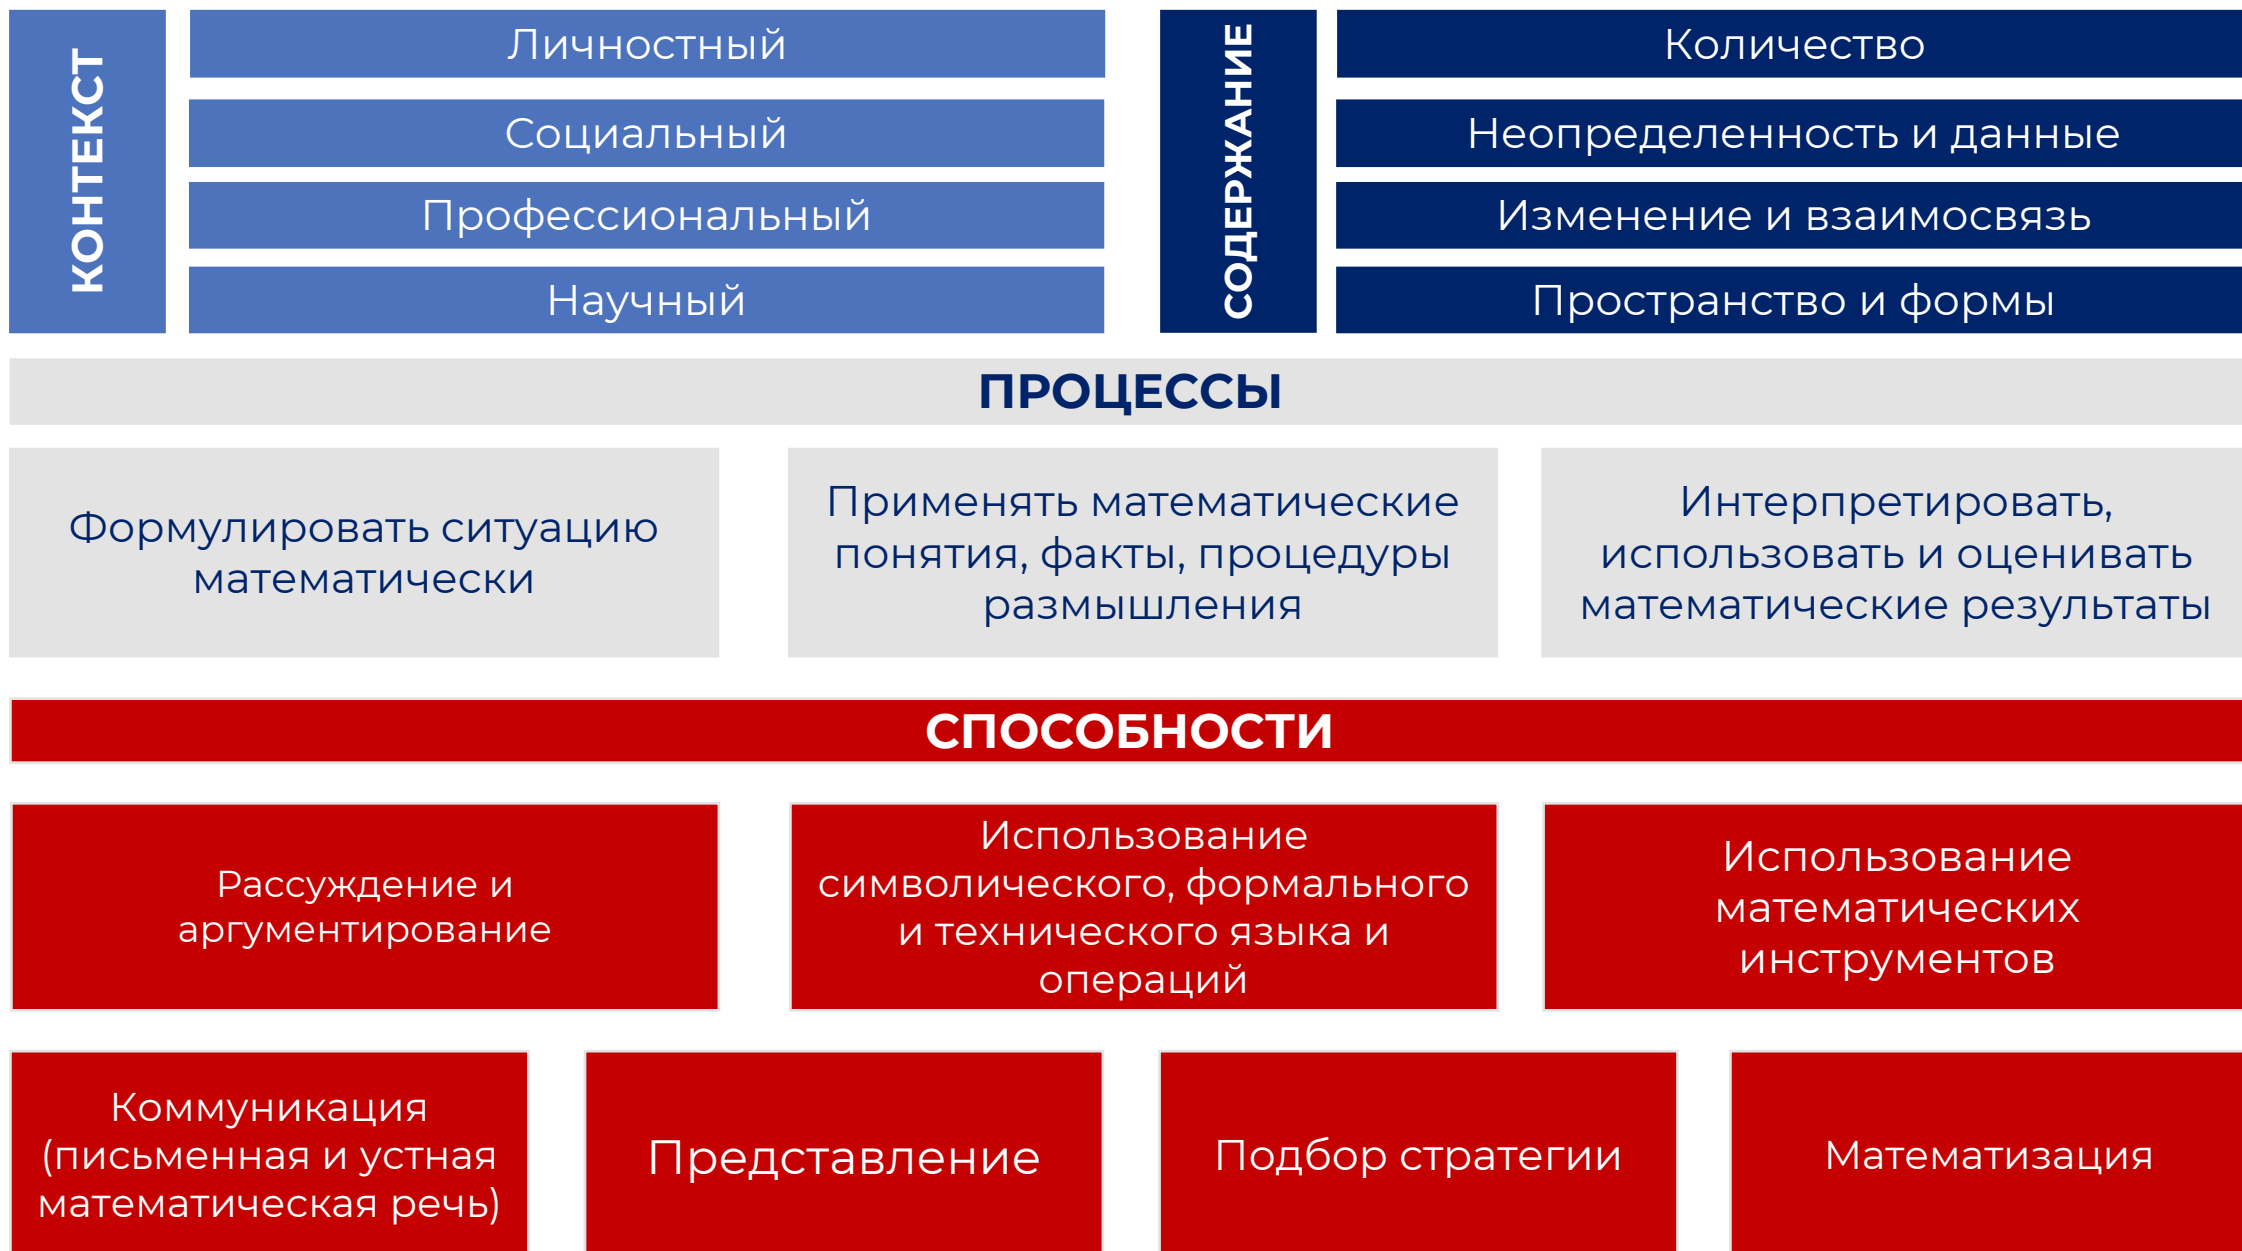 КОНТЕКСТ
Личностный
Социальный
Профессиональный
Научный
СОДЕРЖАНИЕ
Количество
Неопределенность и данные
Изменение и взаимосвязь
Пространство и формы
ПРОЦЕССЫ
Формулировать ситуацию
математически
Применять математические
понятия, факты, процедуры
размышления
Интерпретировать,
использовать и оценивать
математические результаты
СПОСОБНОСТИ
Рассуждение и
аргументирование
Использование
символического, формального
и технического языка и
операций
Использование
математических
инструментов
Коммуникация
(письменная и устная
математическая речь)
Представление
Подбор стратегии
Математизация